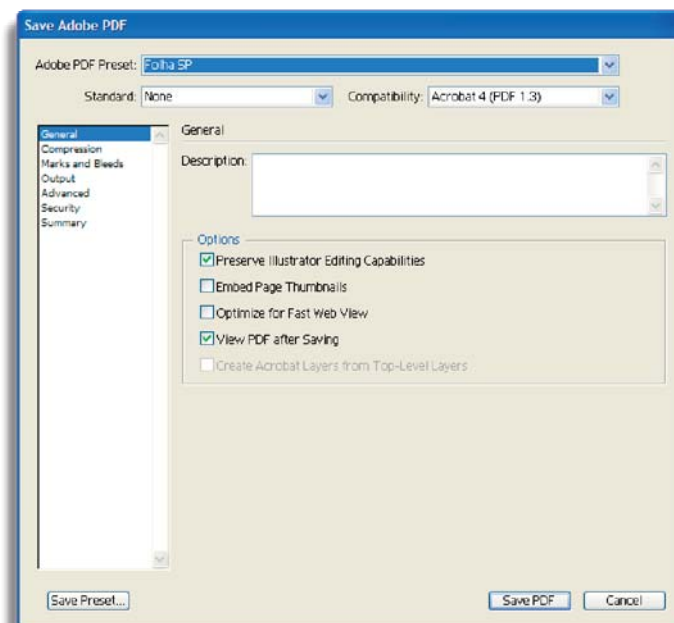 Save Adobe PDF
Adobe PDF Preset: Folha SP
Standard: None Compatibility: Acrobat 4 (PDF 1.3)
General
Compression
Marks and Bleeds
Output
Advanced
Security
Summary
General
Description:
Options
Preserve Illustrator Editing Capabilities
Embed Page Thumbnails
Optimize for Fast Web View
View PDF after Saving
Create Acrobat Layers from Top-Level Layers
Save Preset... Save PDF Cancel